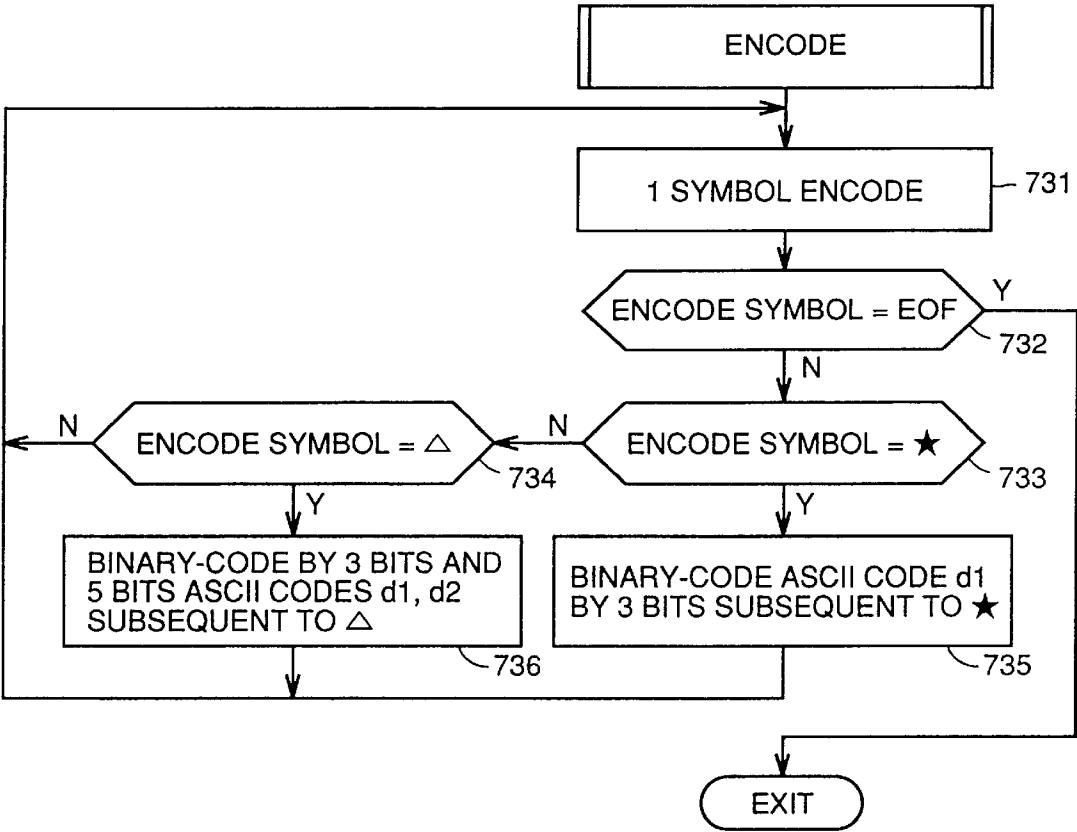 ENCODE
1 SYMBOL ENCODE
731
ENCODE SYMBOL = EOF
Y
732
N
ENCODE SYMBOL = ★
N
733
Y
ENCODE SYMBOL = △
N
734
Y
BINARY-CODE BY 3 BITS AND
5 BITS ASCII CODES d1, d2
SUBSEQUENT TO △
736
BINARY-CODE ASCII CODE d1
BY 3 BITS SUBSEQUENT TO ★
735
EXIT